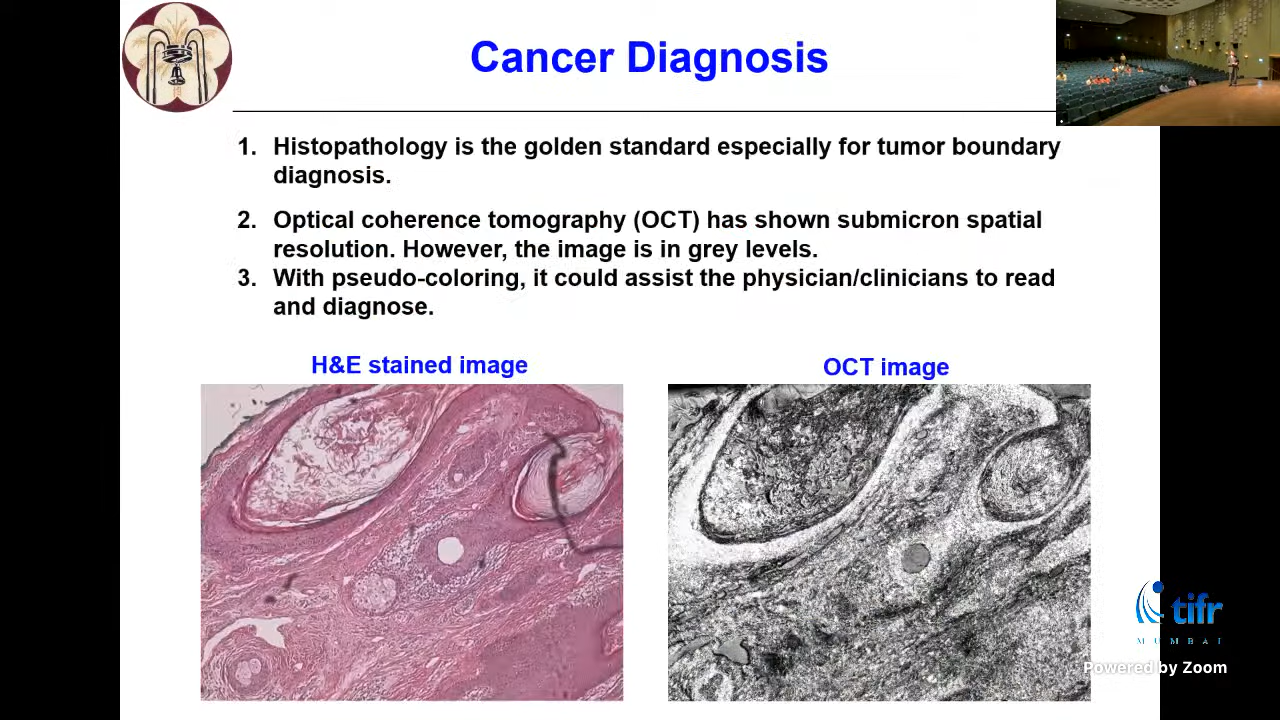 Cancer Diagnosis
1. Histopathology is the golden standard especially for tumor boundary
diagnosis.
2. Optical coherence tomography (OCT) has shown submicron spatial
resolution. However, the image is in grey levels.
3. With pseudo-coloring, it could assist the physician/clinicians to read
and diagnose.
H&E stained image
OCT image
tifr
MUMBAI
Powered by Zoom